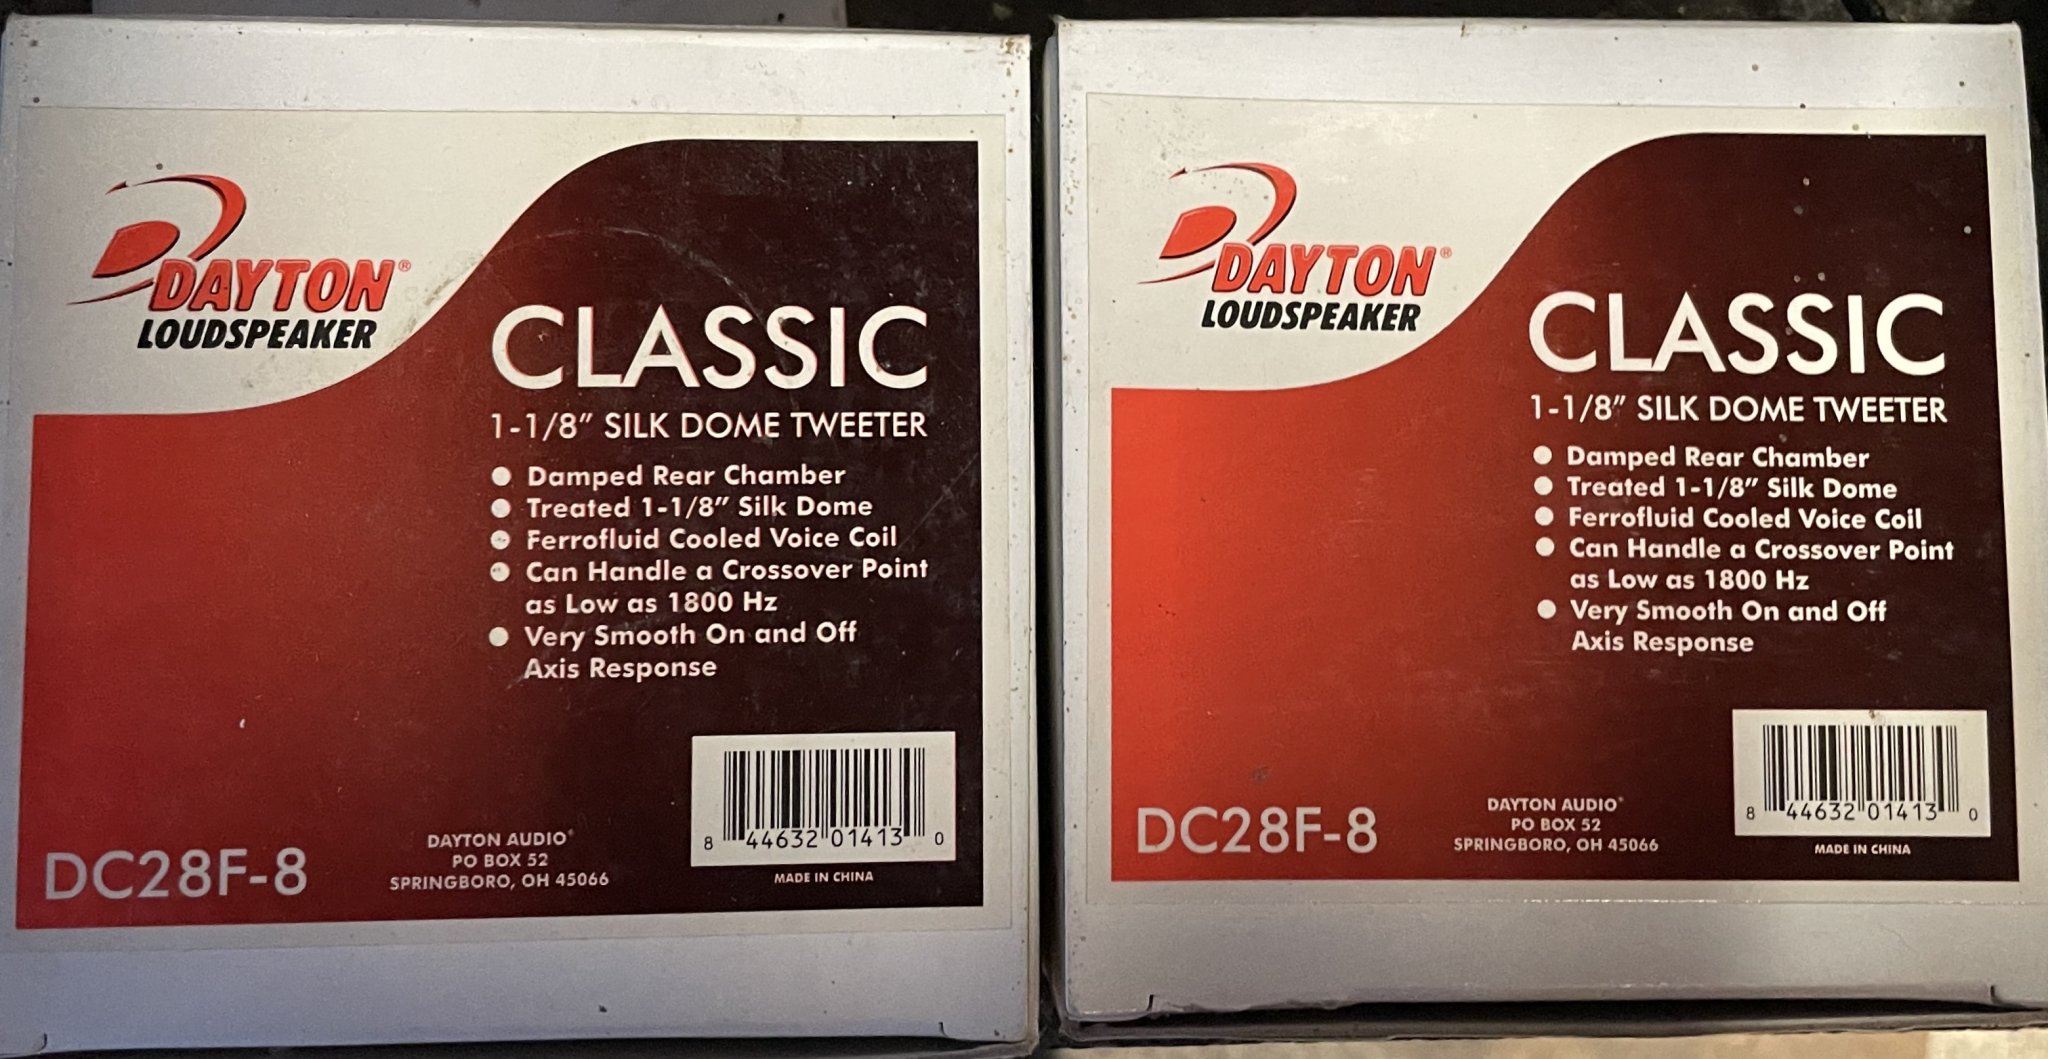 DAYTON®
LOUDSPEAKER
CLASSIC
1-1/8" SILK DOME TWEETER
Damped Rear Chamber
Treated 1-1/8" Silk Dome
Ferrofluid Cooled Voice Coil
Can Handle a Crossover Point
as Low as 1800 Hz
Very Smooth On and Off
Axis Response
DC28F-8
DAYTON AUDIO®
PO BOX 52
SPRINGBORO, OH 45066
8 44632 01413 0
MADE IN CHINA
DAYTON®
LOUDSPEAKER
CLASSIC
1-1/8" SILK DOME TWEETER
Damped Rear Chamber
Treated 1-1/8" Silk Dome
Ferrofluid Cooled Voice Coil
Can Handle a Crossover Point
as Low as 1800 Hz
Very Smooth On and Off
Axis Response
DC28F-8
DAYTON AUDIO®
PO BOX 52
SPRINGBORO, OH 45066
8 44632 01413 0
MADE IN CHINA